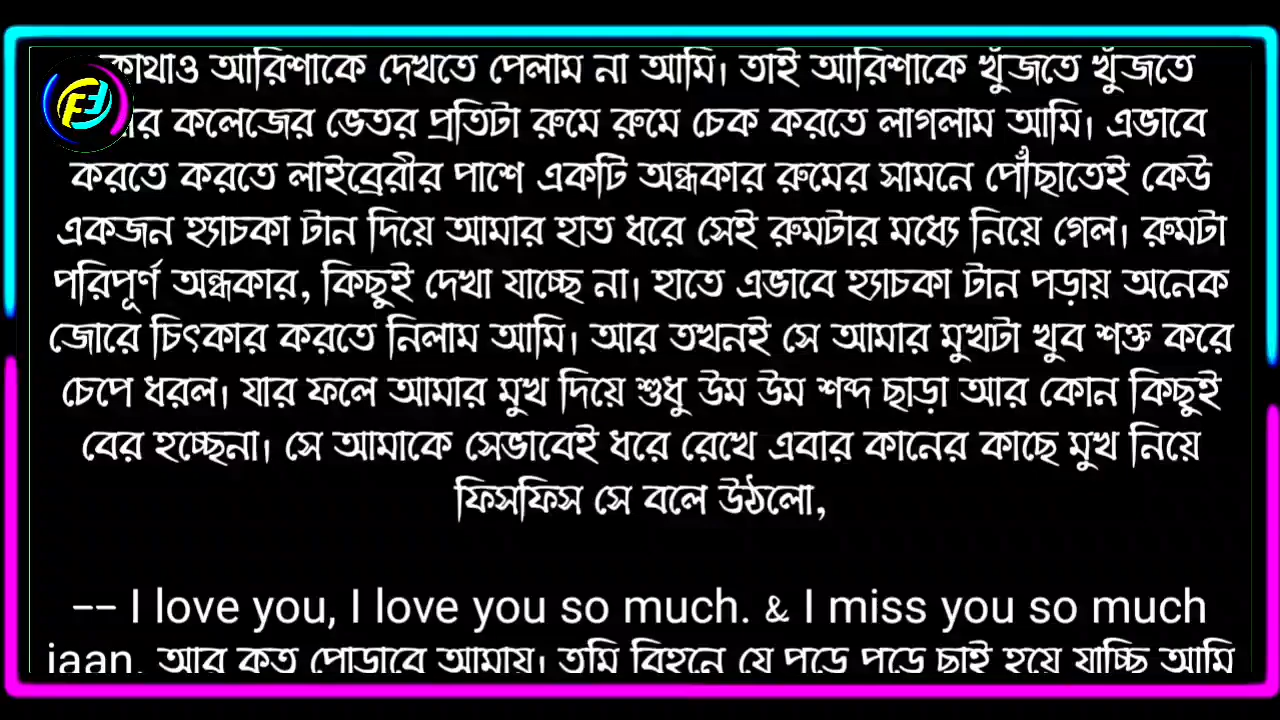 আরিশাকে দেখতে পেলাম না আমি। তাই আরিশাকে খুঁজতে খুঁজতে
কলেজের ভেতর প্রতিটা রুমে রুমে চেক করতে লাগলাম আমি। এভাবে
করতে করতে লাইব্রেরীর পাশে একটি অন্ধকার রুমের সামনে পৌঁছাতেই কেউ
একজন হ্যাচকা টান দিয়ে আমার হাত ধরে সেই রুমটার মধ্যে নিয়ে গেল। রুমটা
পরিপূর্ণ অন্ধকার, কিছুই দেখা যাচ্ছে না। হাতে এভাবে হ্যাচকা টান পড়ায় অনেক
জোরে চিৎকার করতে নিলাম আমি। আর তখনই সে আমার মুখটা খুব শক্ত করে
চেপে ধরল। যার ফলে আমার মুখ দিয়ে শুধু উম উম শব্দ ছাড়া আর কোন কিছুই
বের হচ্ছেনা। সে আমাকে সেভাবেই ধরে রেখে এবার কানের কাছে মুখ নিয়ে
ফিসফিস সে বলে উঠলো,
-- I love you, I love you so much. & I miss you so much
jaan. আর কত পোড়াবে আমায়। তুমি বিহনে যে পুড়ে পুড়ে ছাই হয়ে যাচ্ছি আমি